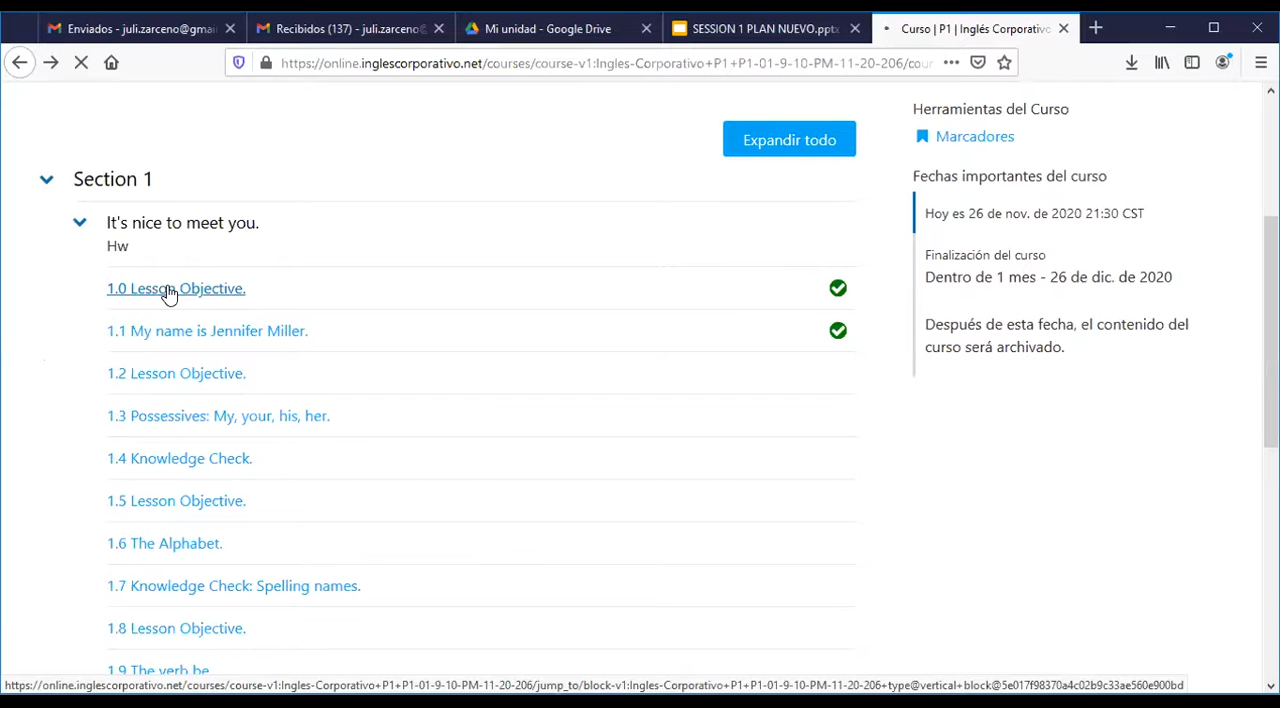 Enviados - juli.zarceno@gmai
Recibidos (137) - juli.zarceno@
Mi unidad - Google Drive
SESSION 1 PLAN NUEVO.pptx
Curso | P1 | Inglés Corporativo
https://online.inglescorporativo.net/courses/course-v1:Ingles-Corporativo+P1+P1-01-9-10-PM-11-20-206/cour
Expandir todo
Section 1
It's nice to meet you.
Hw
1.0 Lesson Objective.
1.1 My name is Jennifer Miller.
1.2 Lesson Objective.
1.3 Possessives: My, your, his, her.
1.4 Knowledge Check.
1.5 Lesson Objective.
1.6 The Alphabet.
1.7 Knowledge Check: Spelling names.
1.8 Lesson Objective.
1.9 The verb be
Herramientas del Curso
Marcadores
Fechas importantes del curso
Hoy es 26 de nov. de 2020 21:30 CST
Finalización del curso
Dentro de 1 mes - 26 de dic. de 2020
Después de esta fecha, el contenido del
curso será archivado.
https://online.inglescorporativo.net/courses/course-v1:Ingles-Corporativo+P1+P1-01-9-10-PM-11-20-206/jump_to/block-v1:Ingles-Corporativo+P1+P1-01-9-10-PM-11-20-206+type@vertical+block@5e017f98370a4c02b9c33ae560e900bd